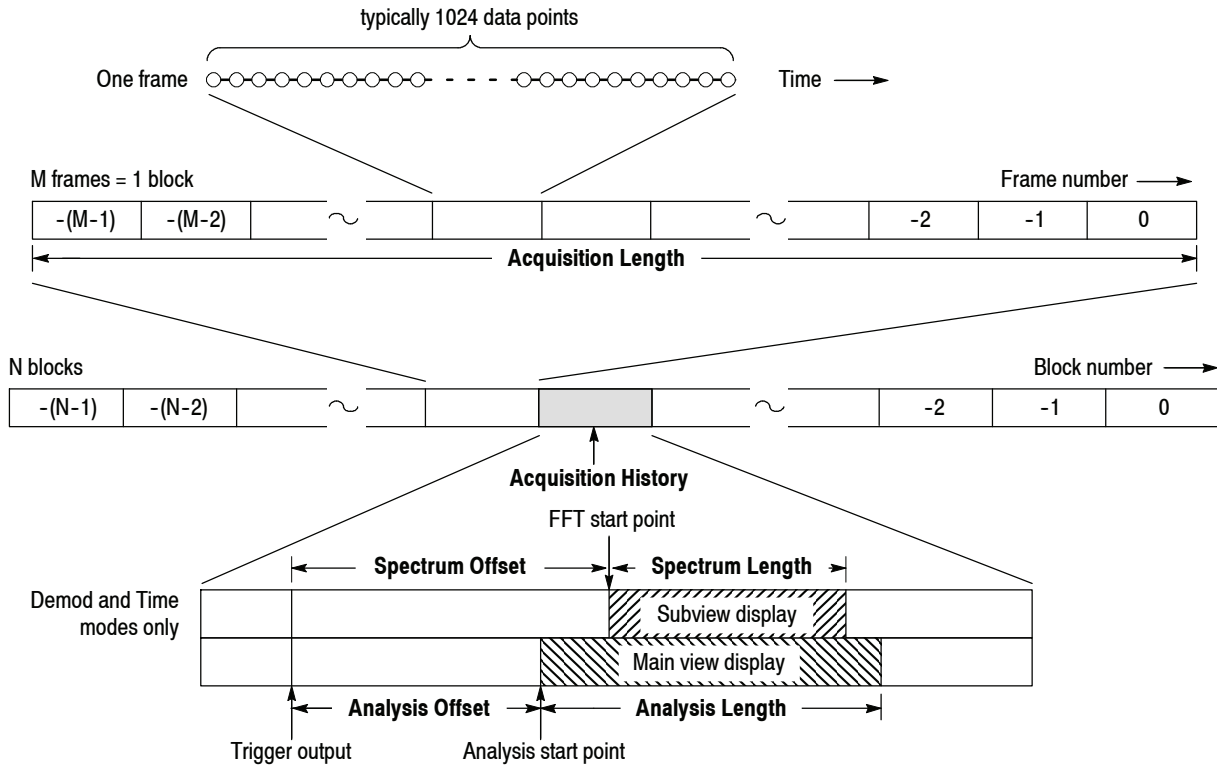 typically 1024 data points
One frame
Time
M frames = 1 block
Frame number
-(M-1) -(M-2) -2 -1 0
Acquisition Length
N blocks
Block number
-(N-1) -(N-2) -2 -1 0
Acquisition History
FFT start point
Spectrum Offset Spectrum Length
Demod and Time
modes only
Subview display
Main view display
Analysis Offset Analysis Length
Trigger output
Analysis start point